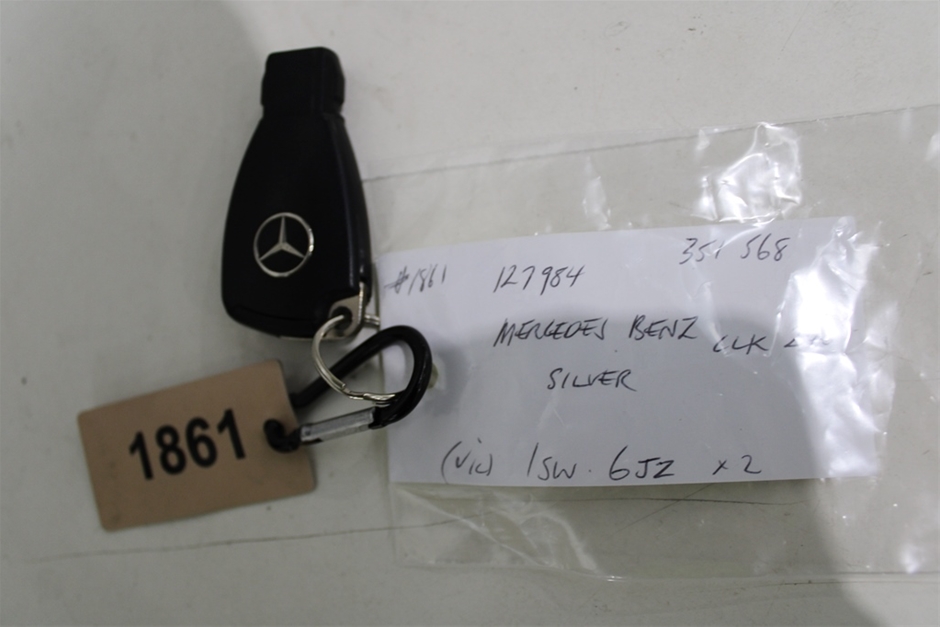 351 568
#1861 127984
MERCEDES BENZ CLK
SILVER
(Vic) 1SW. 6JZ x2
1861